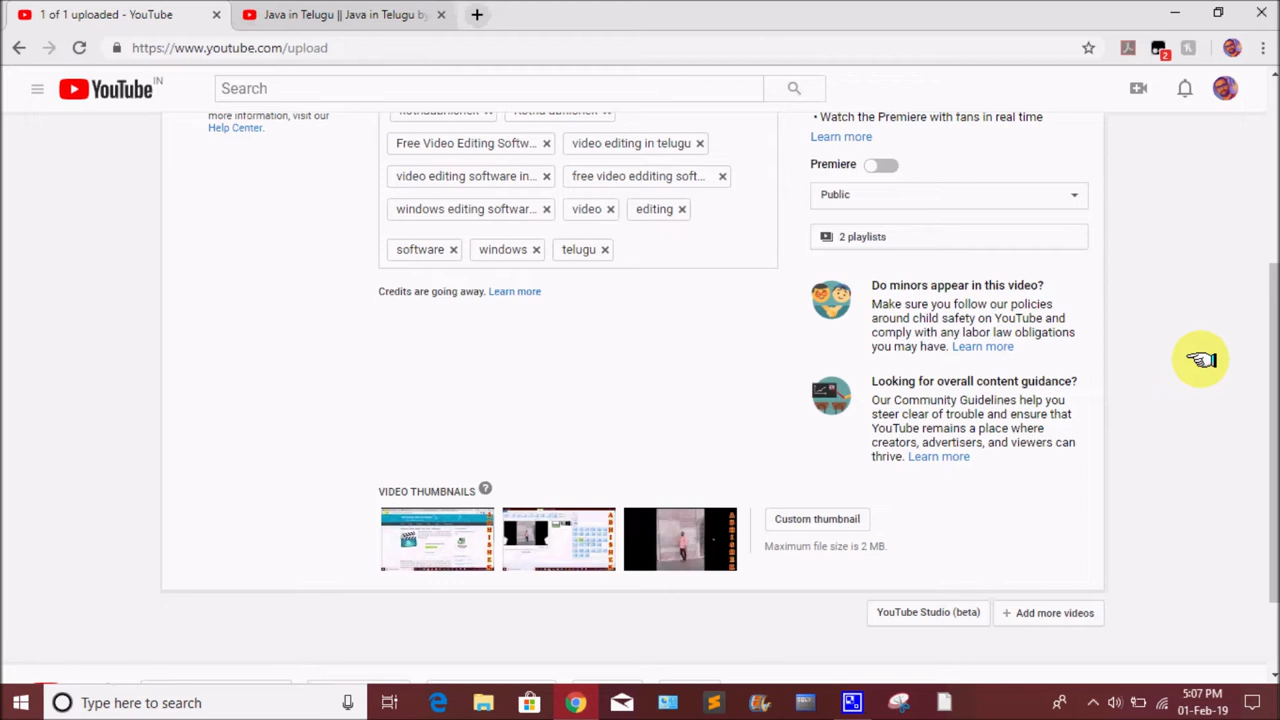 1 of 1 uploaded - YouTube
Java in Telugu || Java in Telugu by
https://www.youtube.com/upload
2
YouTube IN
Search
more information, visit our
Help Center.
Free Video Editing Softw...
video editing in telugu
video editing software in...
free video edditing soft...
windows editing softwar...
video
editing
software
windows
telugu
Credits are going away. Learn more
• Watch the Premiere with fans in real time
Learn more
Premiere
Public
2 playlists
Do minors appear in this video?
Make sure you follow our policies
around child safety on YouTube and
comply with any labor law obligations
you may have. Learn more
Looking for overall content guidance?
Our Community Guidelines help you
steer clear of trouble and ensure that
YouTube remains a place where
creators, advertisers, and viewers can
thrive. Learn more
VIDEO THUMBNAILS
Custom thumbnail
Maximum file size is 2 MB.
YouTube Studio (beta)
+ Add more videos
Type here to search
5:07 PM
01-Feb-19